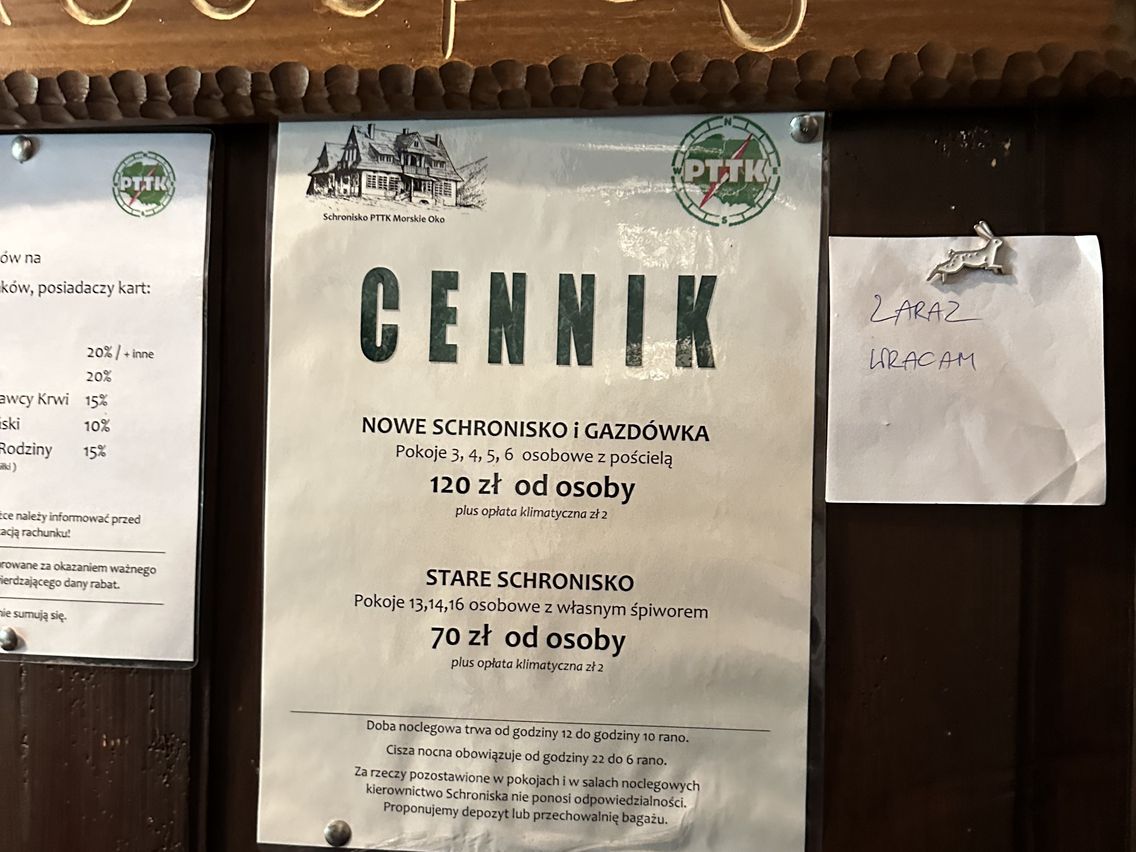 PTTK
ów na
ków, posiadaczy kart:
20% / + inne
20%
awcy Krwi 15%
ski 10%
Rodziny 15%
łki )
żce należy informować przed
acją rachunku!
rowane za okazaniem ważnego
ierdzającego dany rabat.
nie sumują się.
Schronisko PTTK Morskie Oko
N
PTTK
S
CENNIK
NOWE SCHRONISKO i GAZDÓWKA
Pokoje 3, 4, 5, 6 osobowe z pościelą
120 zł od osoby
plus opłata klimatyczna zł 2
STARE SCHRONISKO
Pokoje 13,14,16 osobowe z własnym śpiworem
70 zł od osoby
plus opłata klimatyczna zł 2
Doba noclegowa trwa od godziny 12 do godziny 10 rano.
Cisza nocna obowiązuje od godziny 22 do 6 rano.
Za rzeczy pozostawione w pokojach i w salach noclegowych
kierownictwo Schroniska nie ponosi odpowiedzialności.
Proponujemy depozyt lub przechowalnię bagażu.
ZARAZ
WRACAM